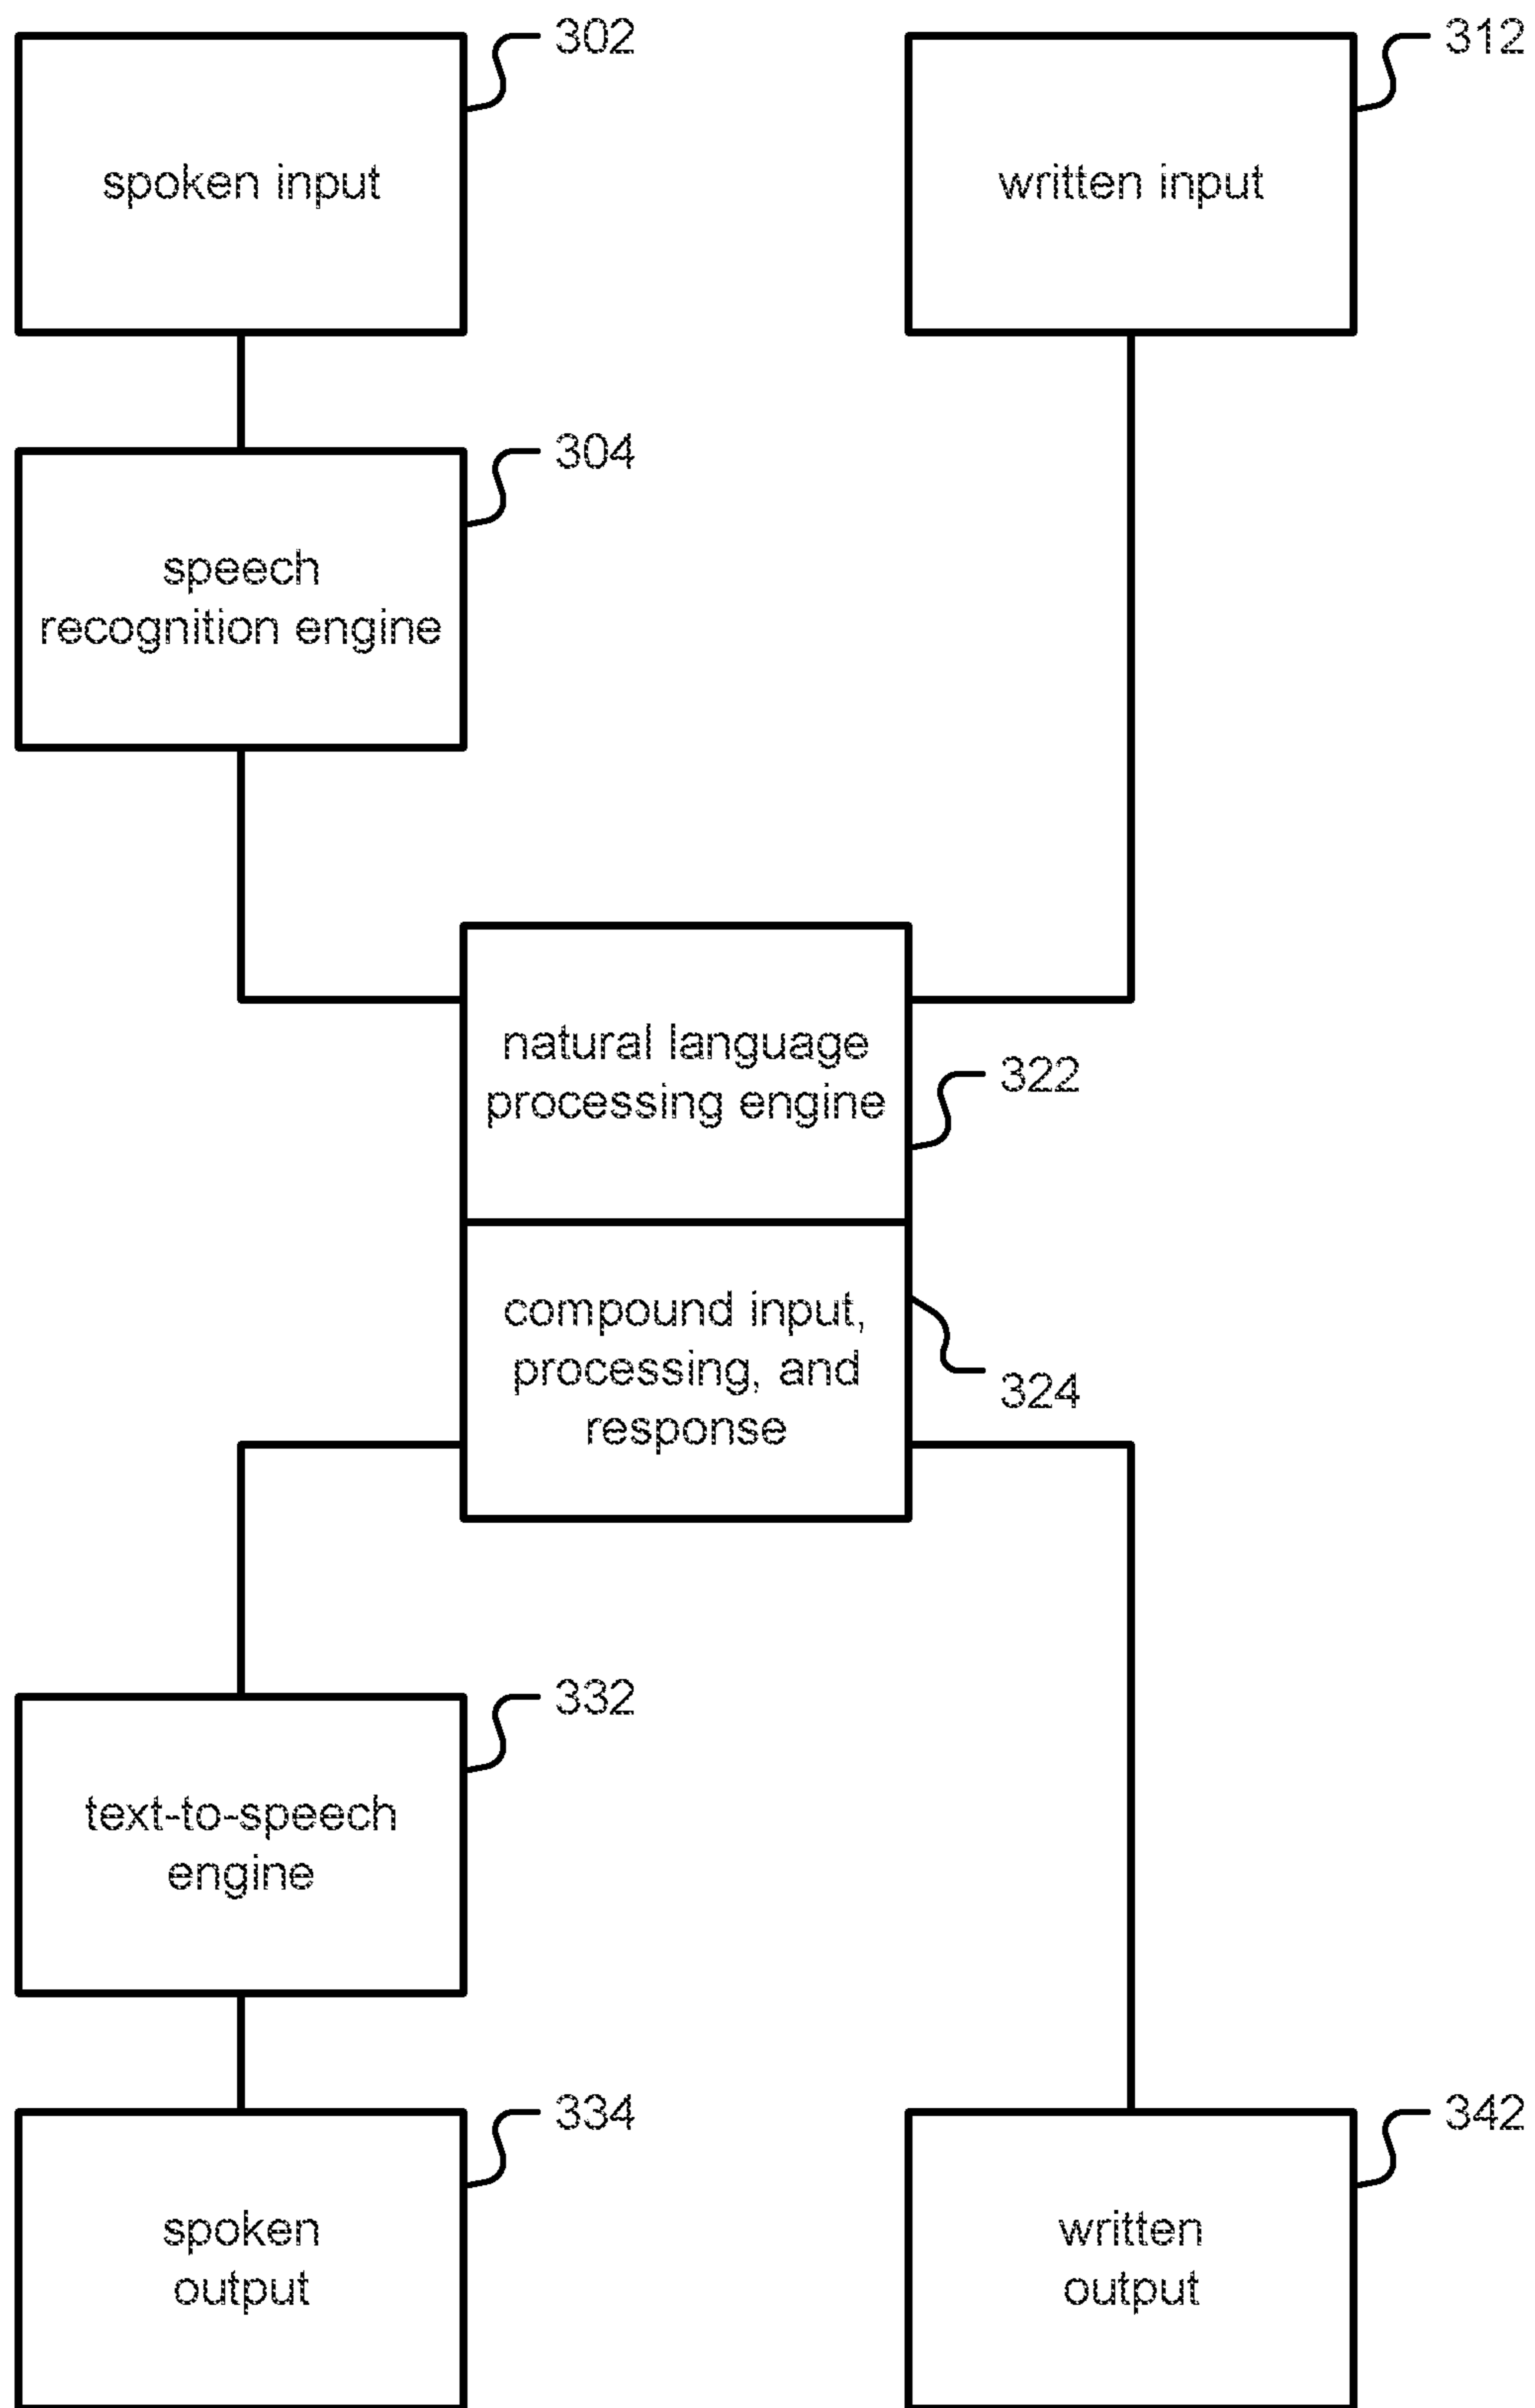 302
312
spoken input
written input
304
speech
recognition engine
natural language
processing engine
322
compound input,
processing, and
response
324
332
text-to-speech
engine
334
342
spoken
output
written
output